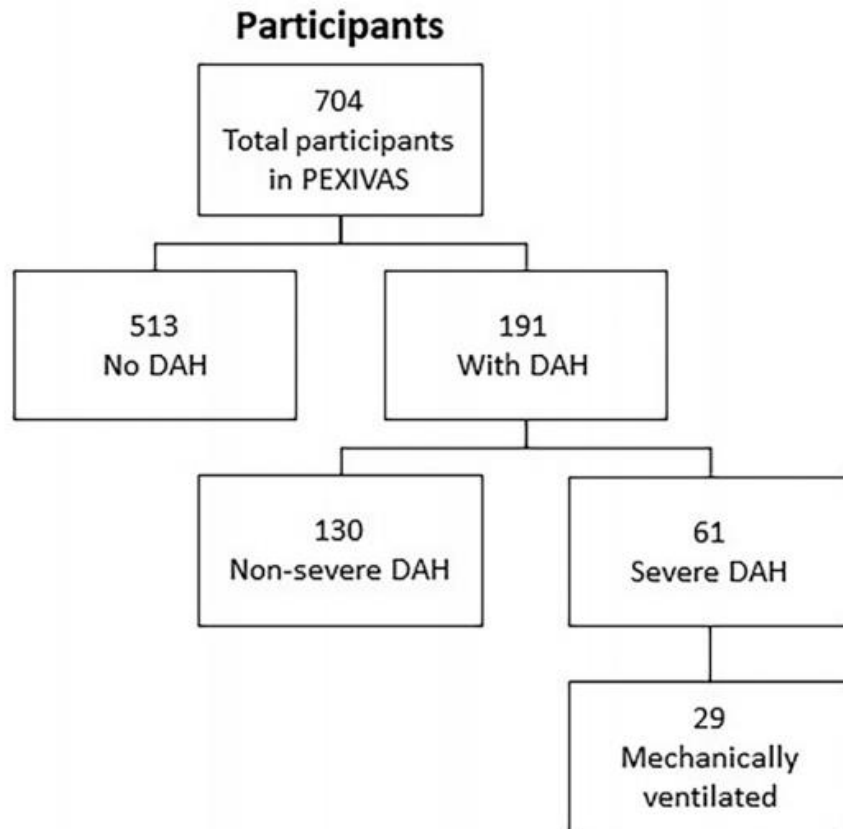 Participants
704
Total participants
in PEXIVAS
513
No DAH
191
With DAH
130
Non-severe DAH
61
Severe DAH
29
Mechanically
ventilated